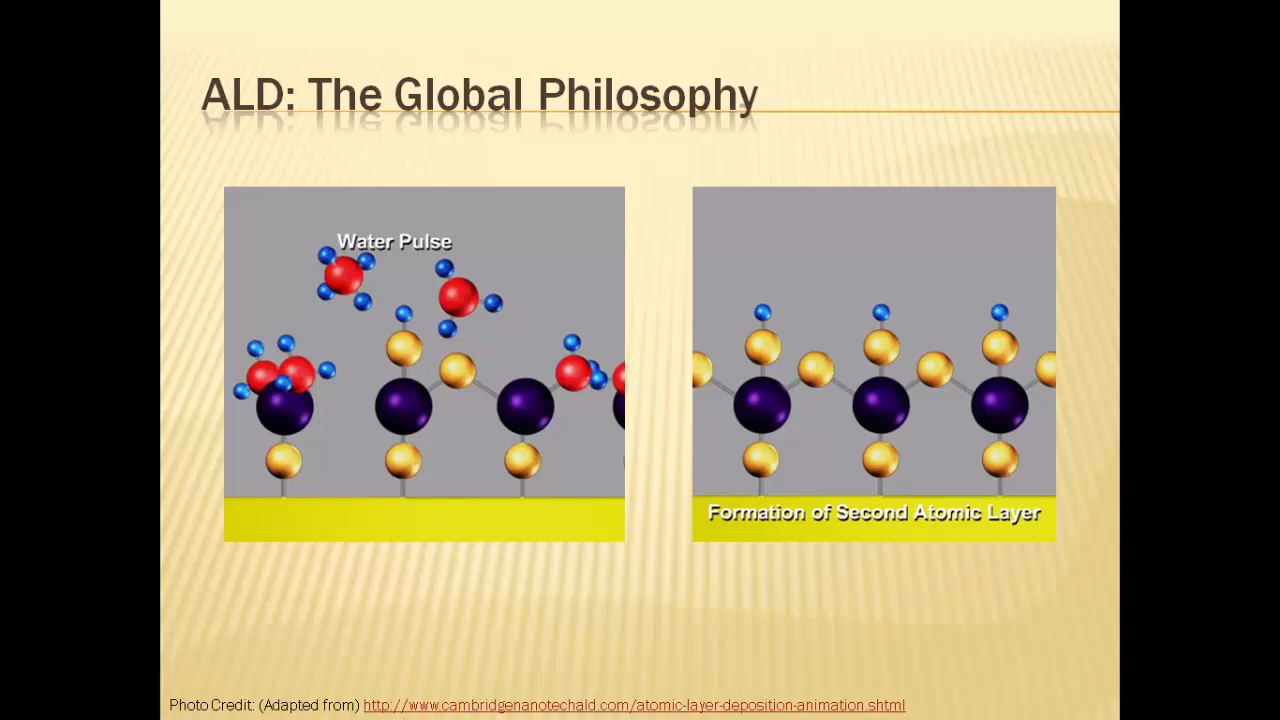 ALD: The Global Philosophy
Water Pulse
Formation of Second Atomic Layer
Photo Credit: (Adapted from) http://www.cambridgenanotechald.com/atomic-layer-deposition-animation.shtml